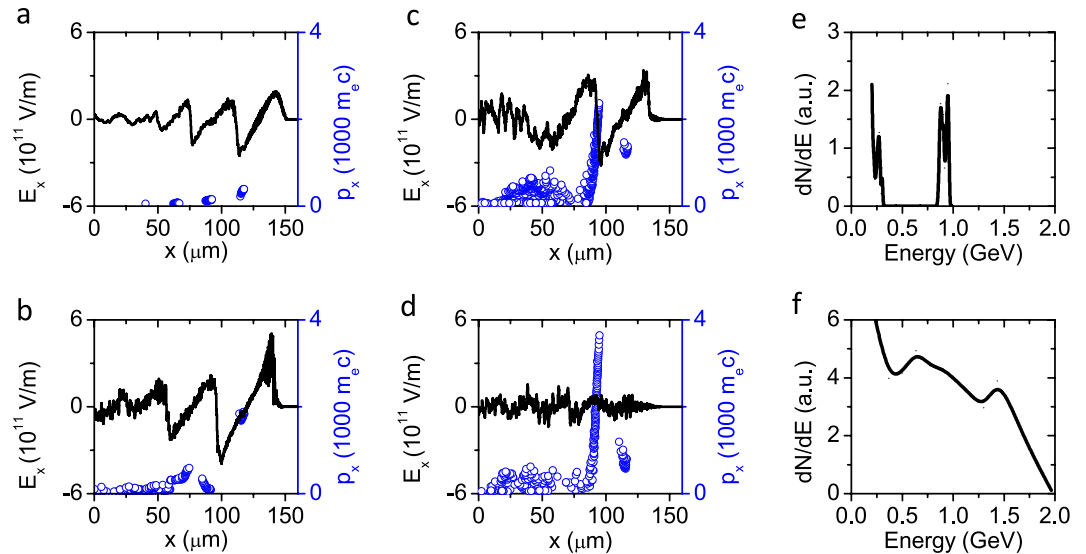 a
6
0
-6
E_x (10^11 V/m)
0 50 100 150
x (μm)
4
2
0
p_x (1000 m_e c)
c
6
0
-6
E_x (10^11 V/m)
0 50 100 150
x (μm)
4
2
0
p_x (1000 m_e c)
e
3
2
1
0
dN/dE (a.u.)
0.0 0.5 1.0 1.5 2.0
Energy (GeV)
b
6
0
-6
E_x (10^11 V/m)
0 50 100 150
x (μm)
4
2
0
p_x (1000 m_e c)
d
6
0
-6
E_x (10^11 V/m)
0 50 100 150
x (μm)
4
2
0
p_x (1000 m_e c)
f
6
4
2
0
dN/dE (a.u.)
0.0 0.5 1.0 1.5 2.0
Energy (GeV)